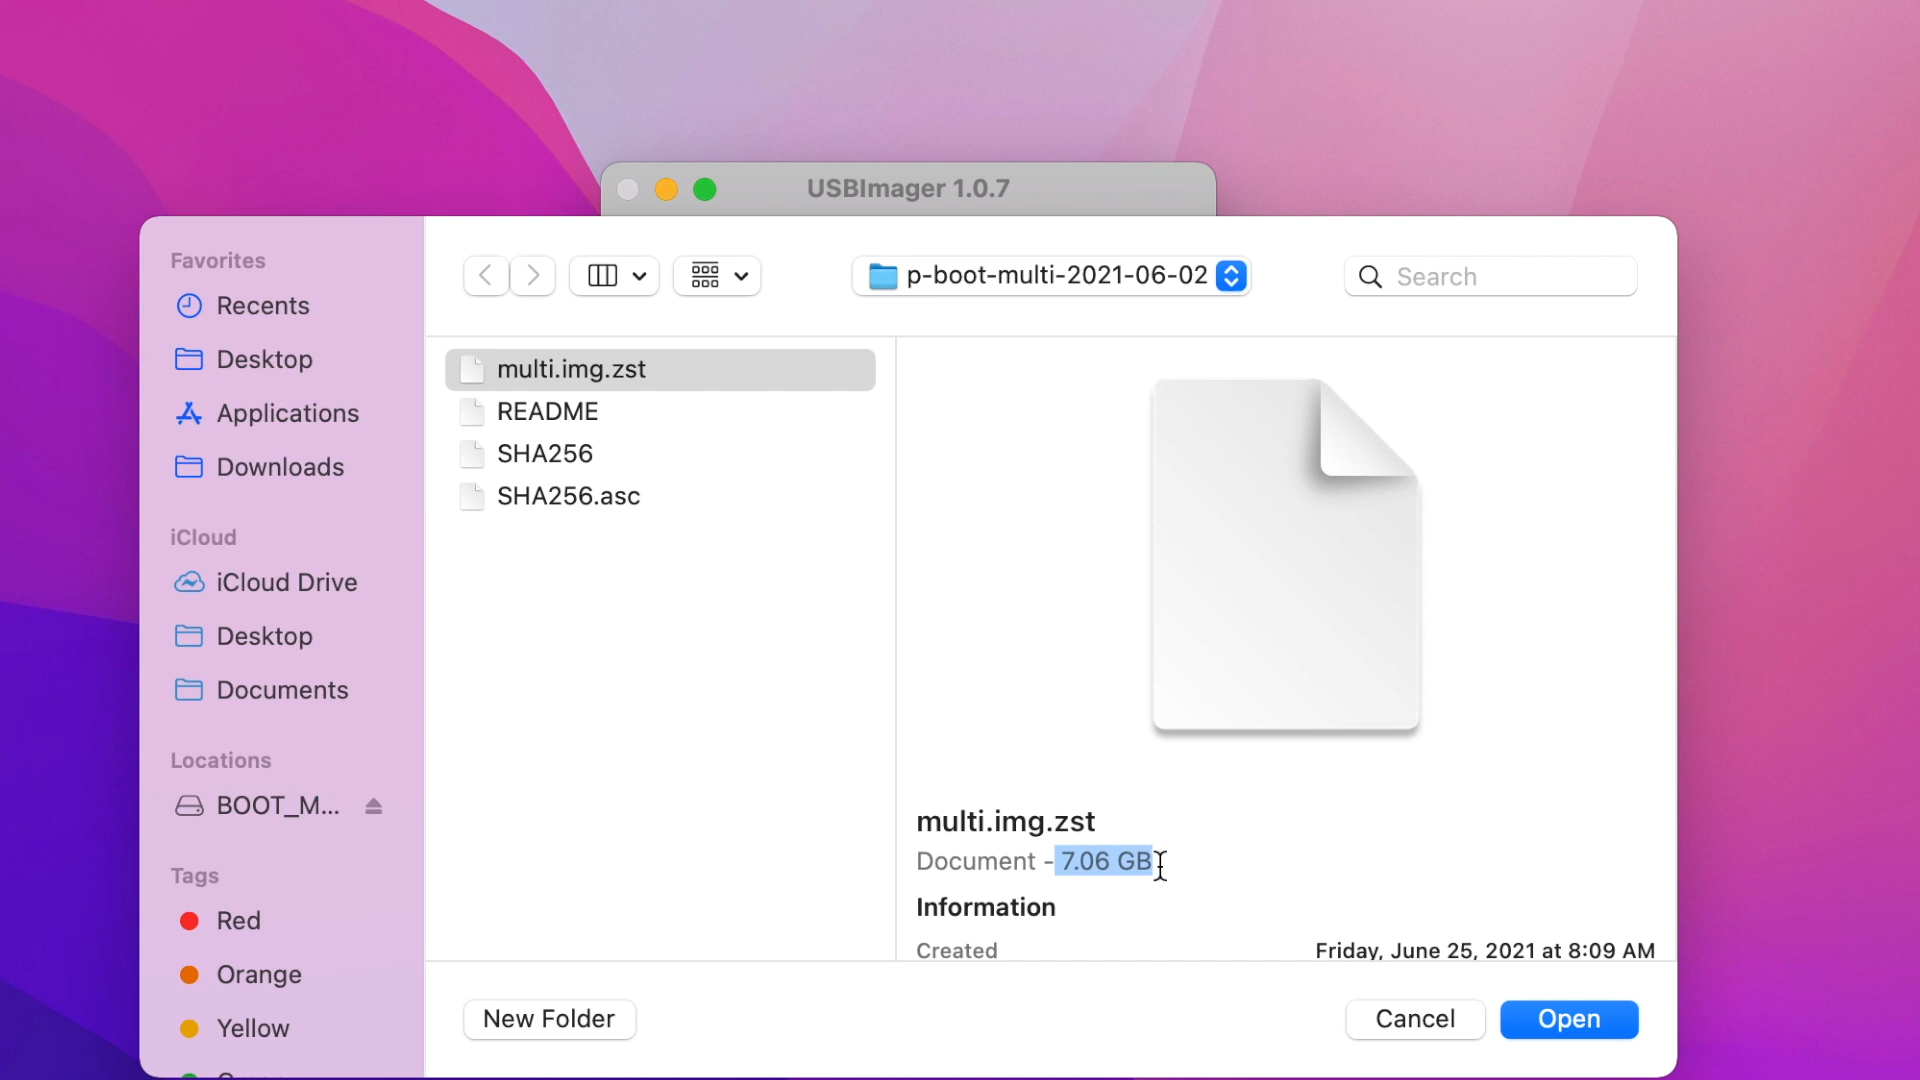 USBImager 1.0.7
p-boot-multi-2021-06-02
Search
Favorites
Recents
Desktop
Applications
Downloads
iCloud
iCloud Drive
Desktop
Documents
Locations
BOOT_M...
Tags
Red
Orange
Yellow
multi.img.zst
README
SHA256
SHA256.asc
multi.img.zst
Document - 7.06 GB
Information
Created Friday, June 25, 2021 at 8:09 AM
New Folder
Cancel
Open